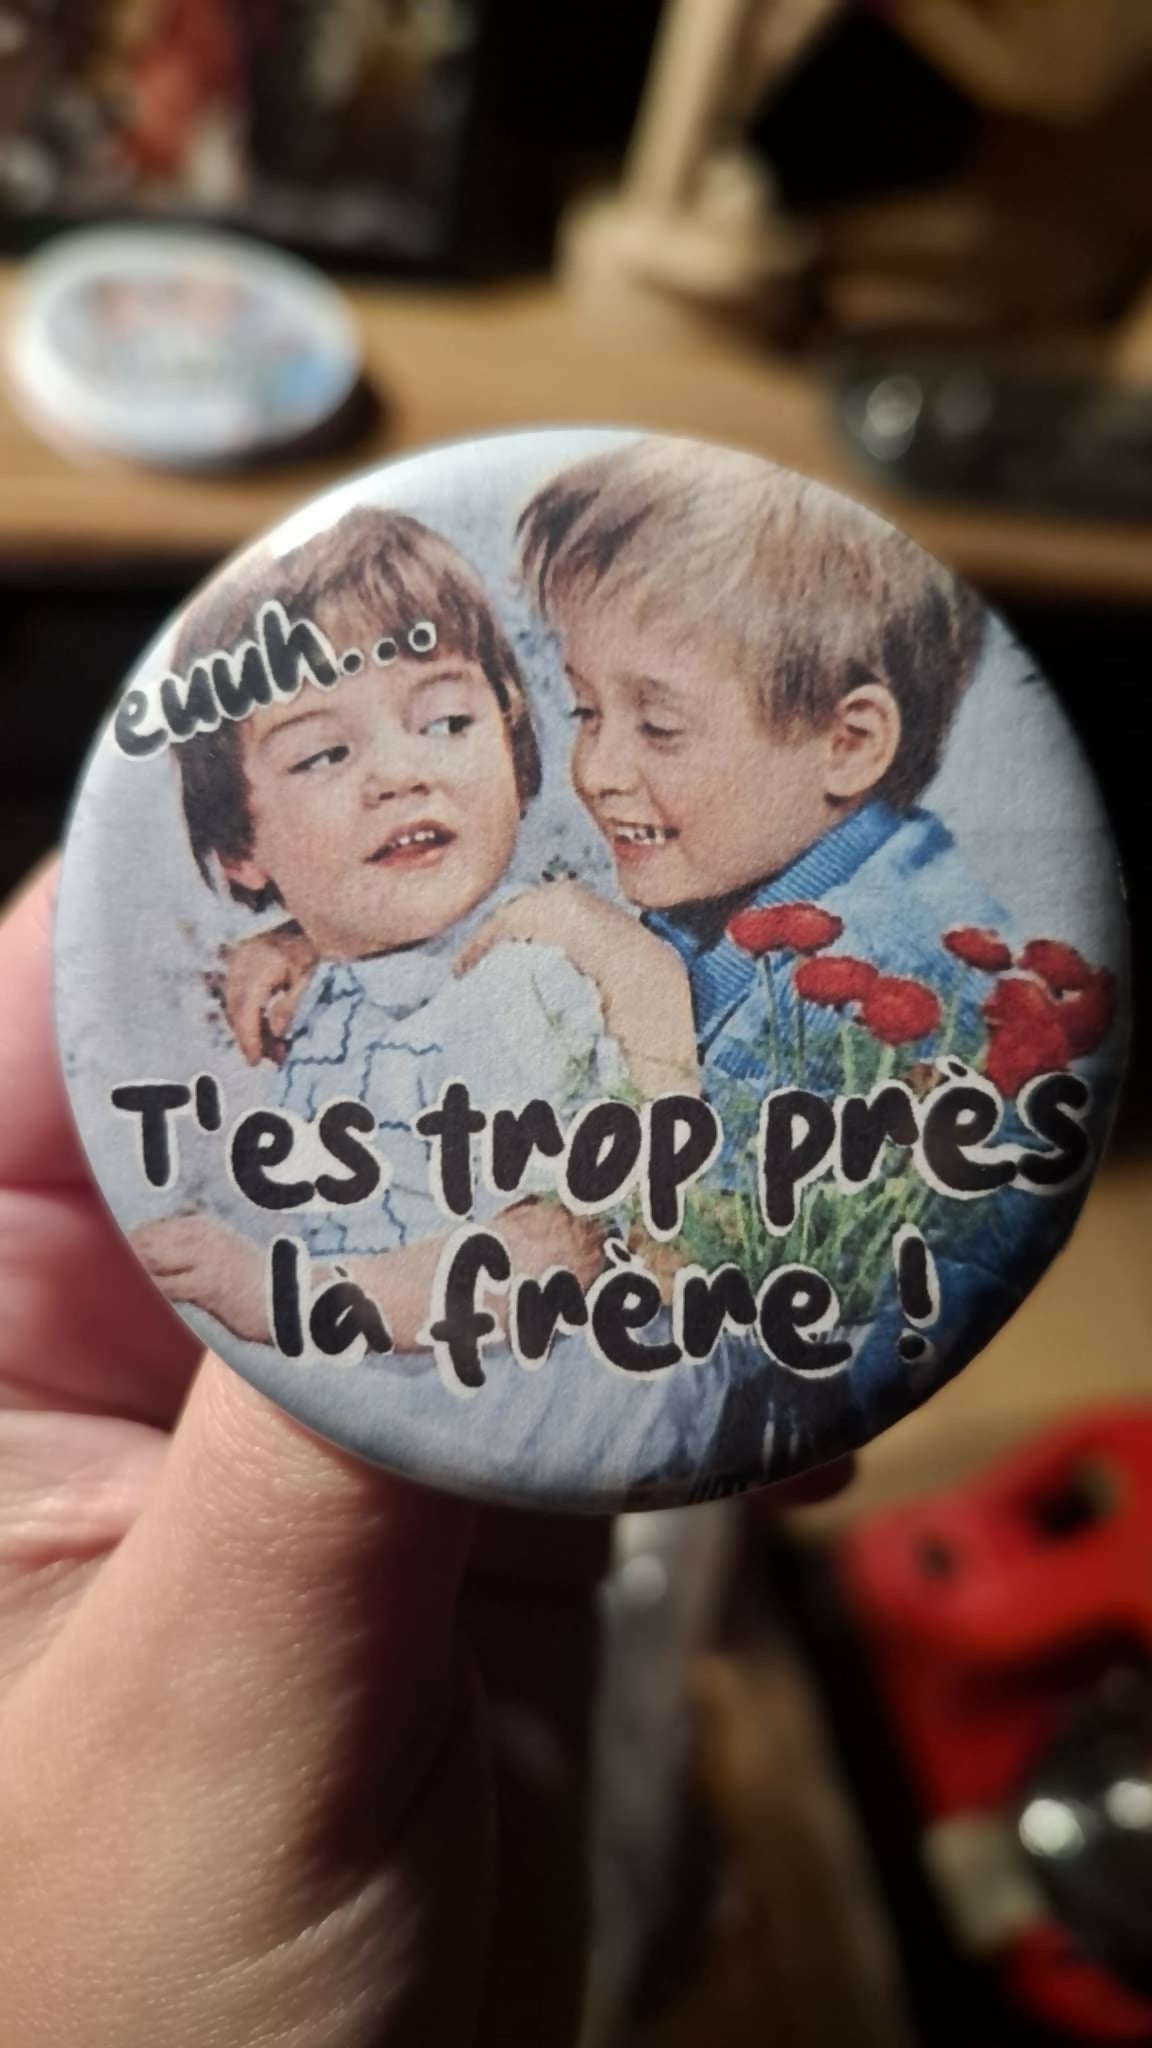 euuh...
T'es trop près
là frère !